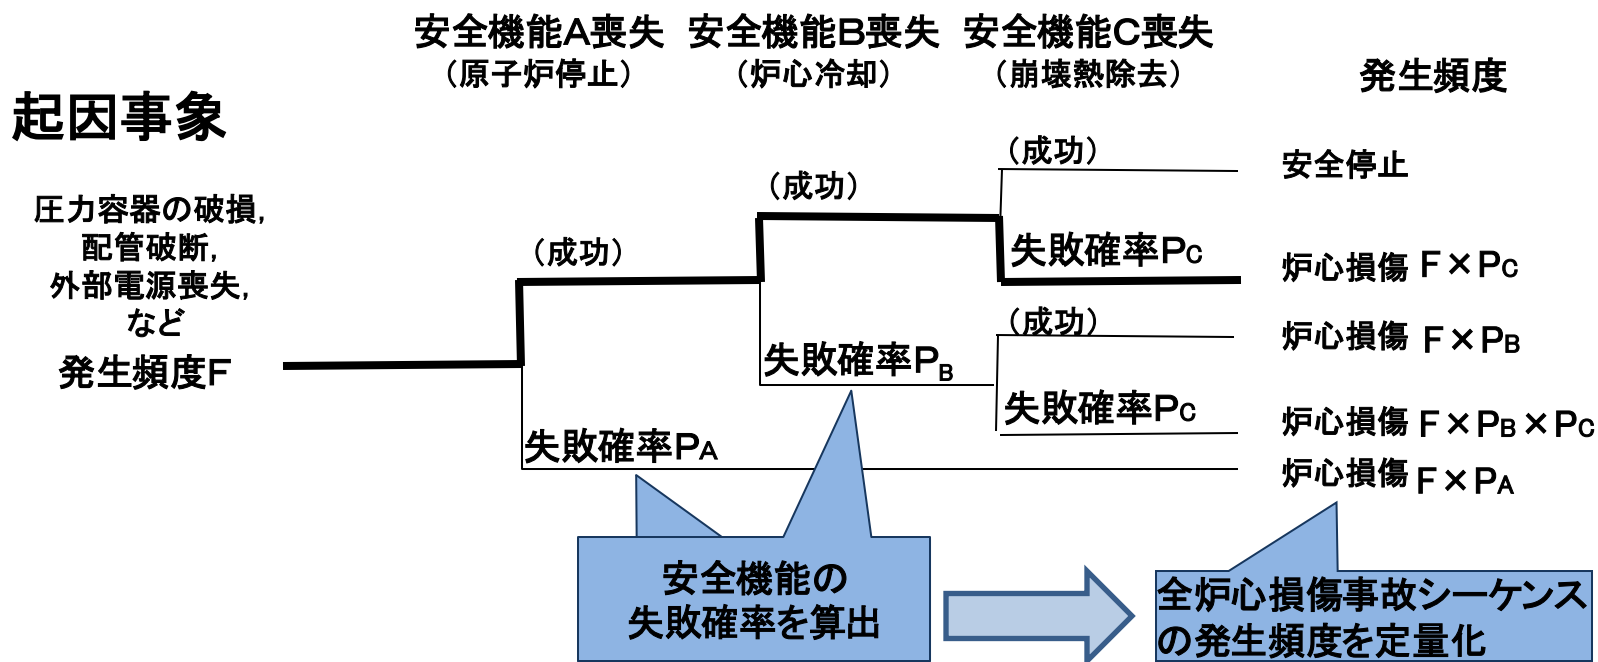 安全機能A喪失 安全機能B喪失 安全機能C喪失
（原子炉停止） （炉心冷却） （崩壊熱除去）
発生頻度
起因事象
圧力容器の破損,
配管破断,
外部電源喪失,
など
発生頻度F
（成功）
失敗確率PA
（成功）
失敗確率PB
（成功）
失敗確率PC
（成功）
失敗確率PC
安全停止
炉心損傷 F×PC
炉心損傷 F×PB
炉心損傷 F×PB×PC
炉心損傷 F×PA
安全機能の
失敗確率を算出
全炉心損傷事故シーケンス
の発生頻度を定量化